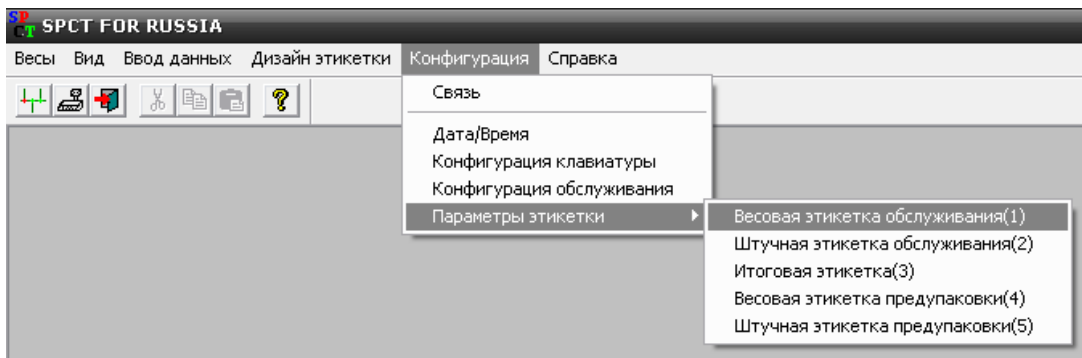 SPCT SPCT FOR RUSSIA
Весы Вид Ввод данных Дизайн этикетки Конфигурация Справка
Связь
Дата/Время
Конфигурация клавиатуры
Конфигурация обслуживания
Параметры этикетки
Весовая этикетка обслуживания(1)
Штучная этикетка обслуживания(2)
Итоговая этикетка(3)
Весовая этикетка предупаковки(4)
Штучная этикетка предупаковки(5)